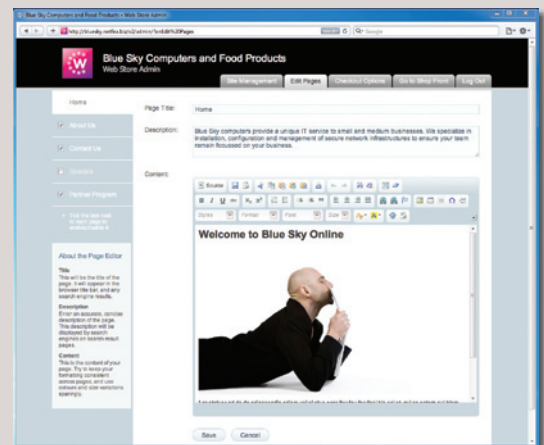 Blue Sky Computers and Food Products - Web Store Admin
Google
Blue Sky Computers and Food Products
Web Store Admin
Site Management
Edit Pages
Checkout Options
Go to Shop Front
Log Out
Home
About Us
Contact Us
Partner Program
Page Title:
Home
Description:
Blue Sky computers provide a unique IT service to small and medium businesses. We specialize in
installation, configuration and management of secure network infrastructures to ensure your team
remain focussed on your business.
Content:
Source
Styles
Format
Font
Size
Welcome to Blue Sky Online
About the Page Editor
Title
This will be the title of the
page. It will appear in the
browser title bar, and any
search engine results.
Description
Enter an accurate, concise
description of the page.
This description will be
displayed by search
engines on search result
pages.
Content
This is the content of your
page. Try to keep your
formatting consistent
across pages, and use
colours and size variations
sparingly.
Save
Cancel